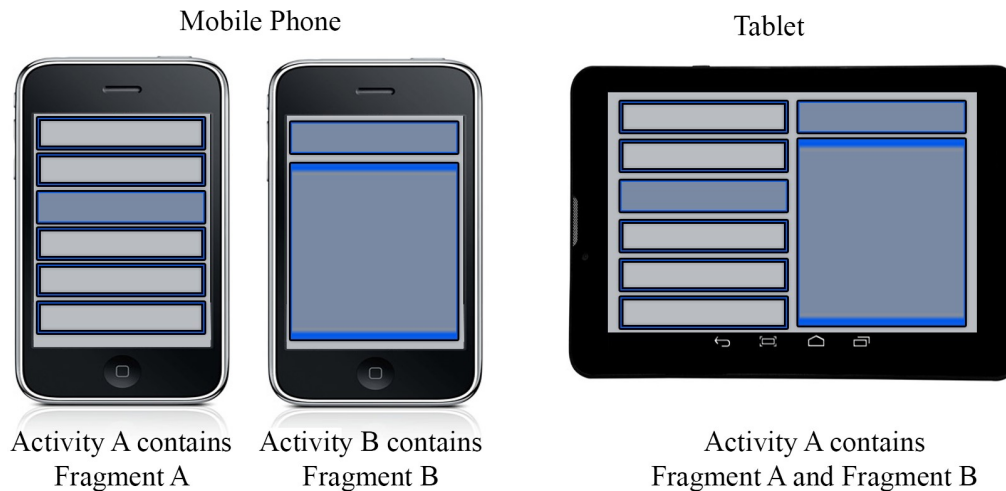 Mobile Phone
Tablet
Activity A contains
Fragment A
Activity B contains
Fragment B
Activity A contains
Fragment A and Fragment B